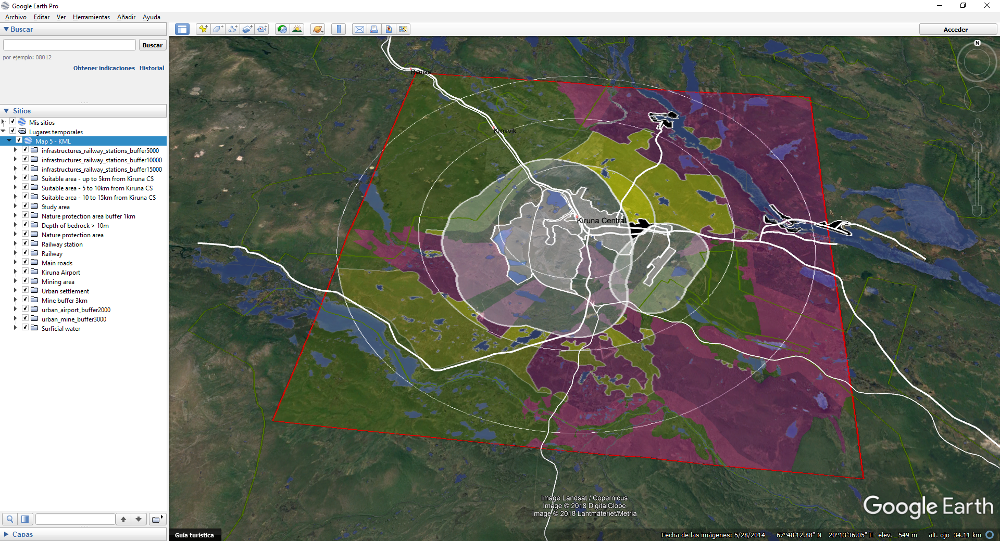 Google Earth Pro
Archivo Editar Ver Herramientas Añadir Ayuda
Buscar
Buscar
por ejemplo: 08012
Obtener indicaciones Historial
Sitios
Mis sitios
Lugares temporales
Map 5 - KML
infrastructures_railway_stations_buffer5000
infrastructures_railway_stations_buffer10000
infrastructures_railway_stations_buffer15000
Suitable area - up to 5km from Kiruna CS
Suitable area - 5 to 10km from Kiruna CS
Suitable area - 10 to 15km from Kiruna CS
Study area
Nature protection area buffer 1km
Depth of bedrock > 10m
Nature protection area
Railway station
Railway
Main roads
Kiruna Airport
Mining area
Urban settlement
Mine buffer 3km
urban_airport_buffer2000
urban_mine_buffer3000
Surficial water
Capas
Acceder
N
Rautas
Krokvik
Kiruna Central
Image Landsat / Copernicus
Image © 2018 DigitalGlobe
Image © 2018 Lantmäteriet/Metria
Google Earth
Guía turística
Fecha de las imágenes: 5/28/2014 67°48'12.88" N 20°13'36.05" E elev. 549 m alt. ojo 34.11 km